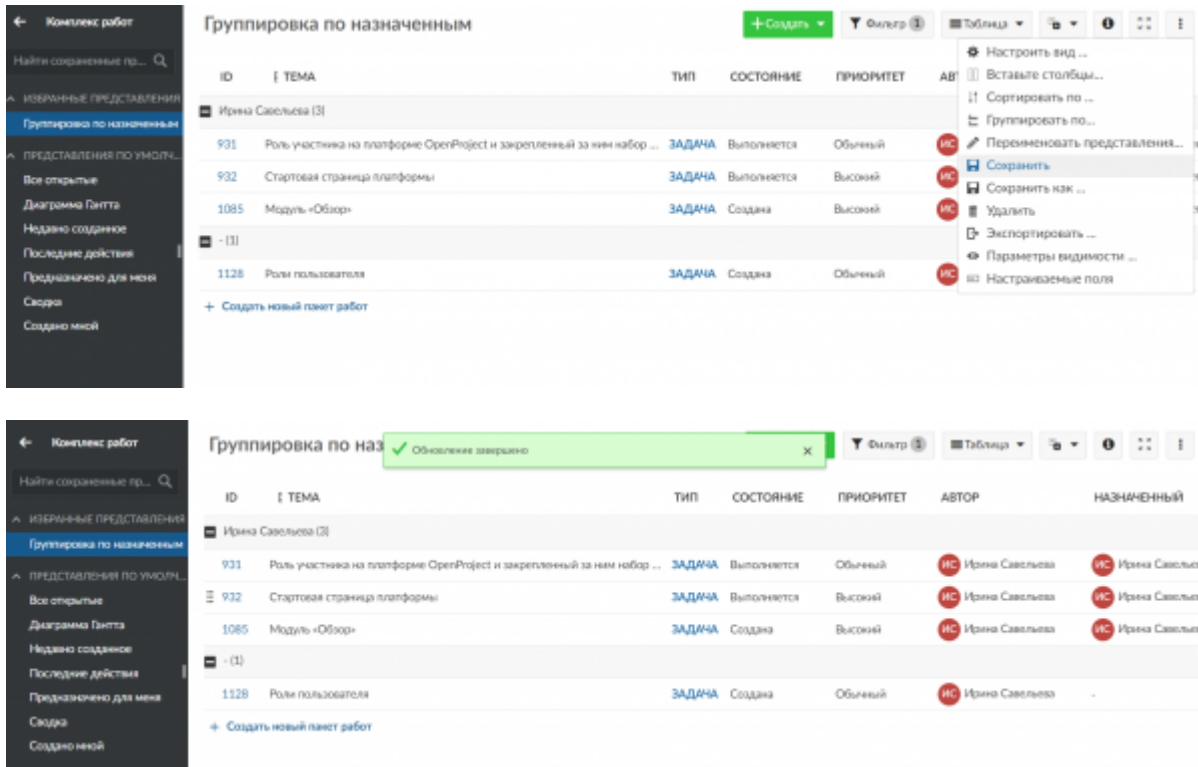 Комплекс работ
Группировка по назначенным
+ Создать
Фильтр 1
Таблица
Найти сохраненные пр...
ИЗБРАННЫЕ ПРЕДСТАВЛЕНИЯ
Группировка по назначенным
ПРЕДСТАВЛЕНИЯ ПО УМОЛЧ...
Все открытые
Диаграмма Гантта
Недавно созданное
Последние действия
Предназначено для меня
Сводка
Создано мной
ID ТЕМА ТИП СОСТОЯНИЕ ПРИОРИТЕТ
Ирина Савельева (3)
931 Роль участника на платформе OpenProject и закрепленный за ним набор ... ЗАДАЧА Выполняется Обычный ИС
932 Стартовая страница платформы ЗАДАЧА Выполняется Высокий ИС
1085 Модуль «Обзор» ЗАДАЧА Создана Высокий ИС
- (1)
1128 Роли пользователя ЗАДАЧА Создана Обычный ИС
+ Создать новый пакет работ
Настроить вид ...
Вставьте столбцы...
Сортировать по ...
Группировать по...
Переименовать представления...
Сохранить
Сохранить как ...
Удалить
Экспортировать ...
Параметры видимости ...
Настраиваемые поля
Комплекс работ
Группировка по наз
Обновление завершено
Фильтр 1
Таблица
Найти сохраненные пр...
ИЗБРАННЫЕ ПРЕДСТАВЛЕНИЯ
Группировка по назначенным
ПРЕДСТАВЛЕНИЯ ПО УМОЛЧ...
Все открытые
Диаграмма Гантта
Недавно созданное
Последние действия
Предназначено для меня
Сводка
Создано мной
ID ТЕМА ТИП СОСТОЯНИЕ ПРИОРИТЕТ АВТОР НАЗНАЧЕННЫЙ
Ирина Савельева (3)
931 Роль участника на платформе OpenProject и закрепленный за ним набор ... ЗАДАЧА Выполняется Обычный ИС Ирина Савельева ИС Ирина Савельев
932 Стартовая страница платформы ЗАДАЧА Выполняется Высокий ИС Ирина Савельева ИС Ирина Савельев
1085 Модуль «Обзор» ЗАДАЧА Создана Высокий ИС Ирина Савельева ИС Ирина Савельев
- (1)
1128 Роли пользователя ЗАДАЧА Создана Обычный ИС Ирина Савельева -
+ Создать новый пакет работ